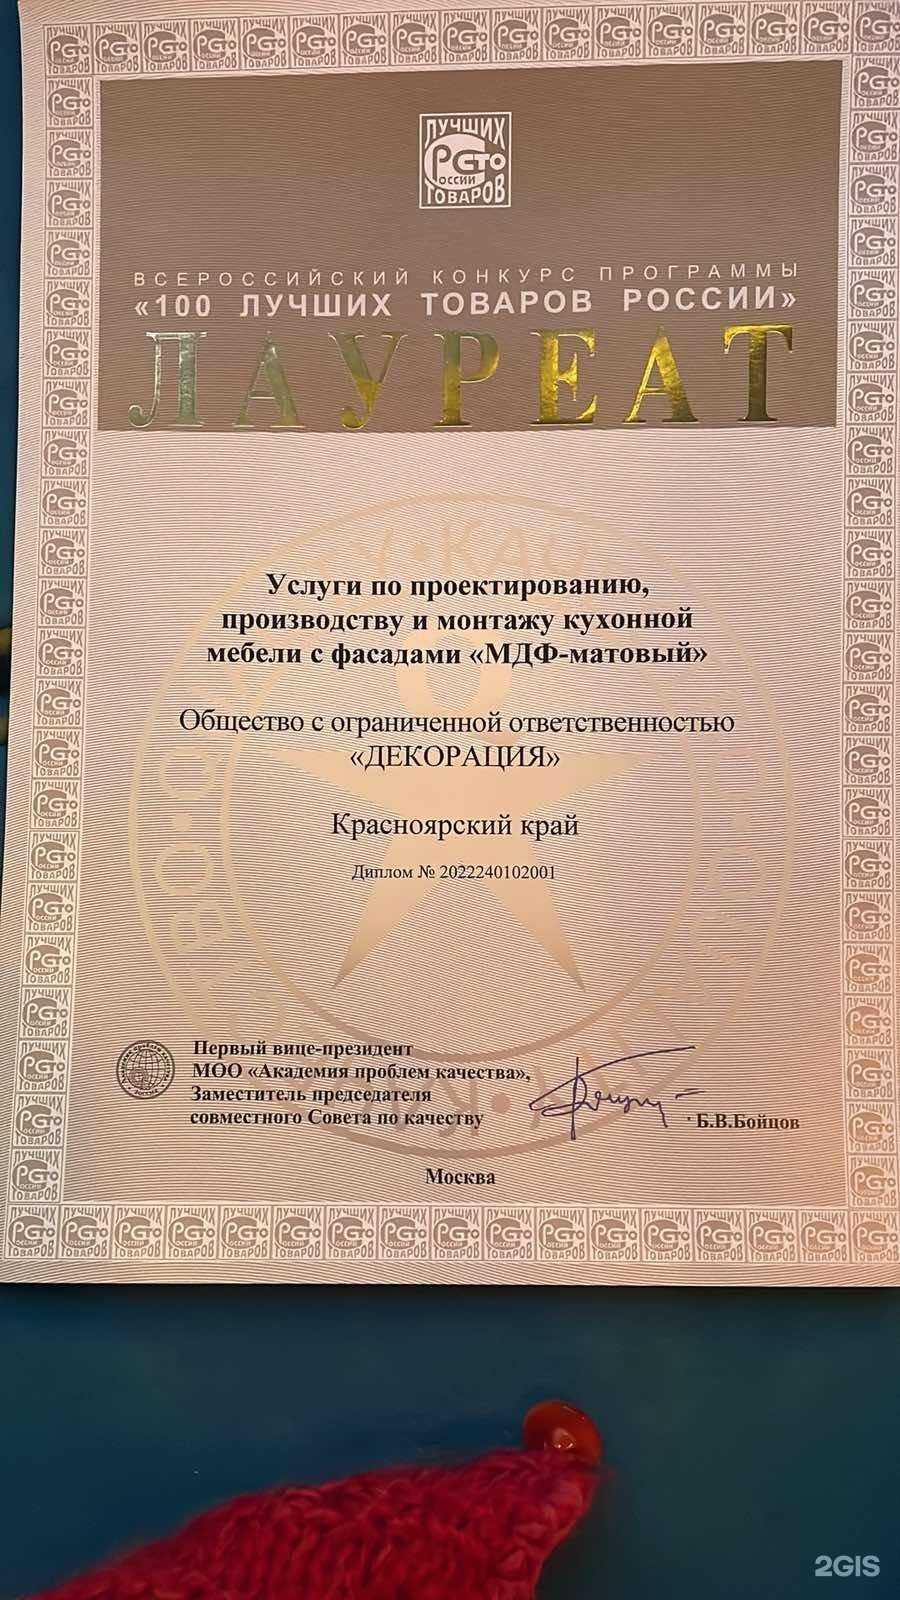 ЛУЧШИХ
РСТО
РОССИИ
ТОВАРОВ
ВСЕРОССИЙСКИЙ КОНКУРС ПРОГРАММЫ
«100 ЛУЧШИХ ТОВАРОВ РОССИИ»
ЛАУРЕАТ
Услуги по проектированию,
производству и монтажу кухонной
мебели с фасадами «МДФ-матовый»
Общество с ограниченной ответственностью
«ДЕКОРАЦИЯ»
Красноярский край
Диплом № 2022240102001
Первый вице-президент
МОО «Академия проблем качества»,
Заместитель председателя
совместного Совета по качеству
Б.В.Бойцов
Москва
2GIS